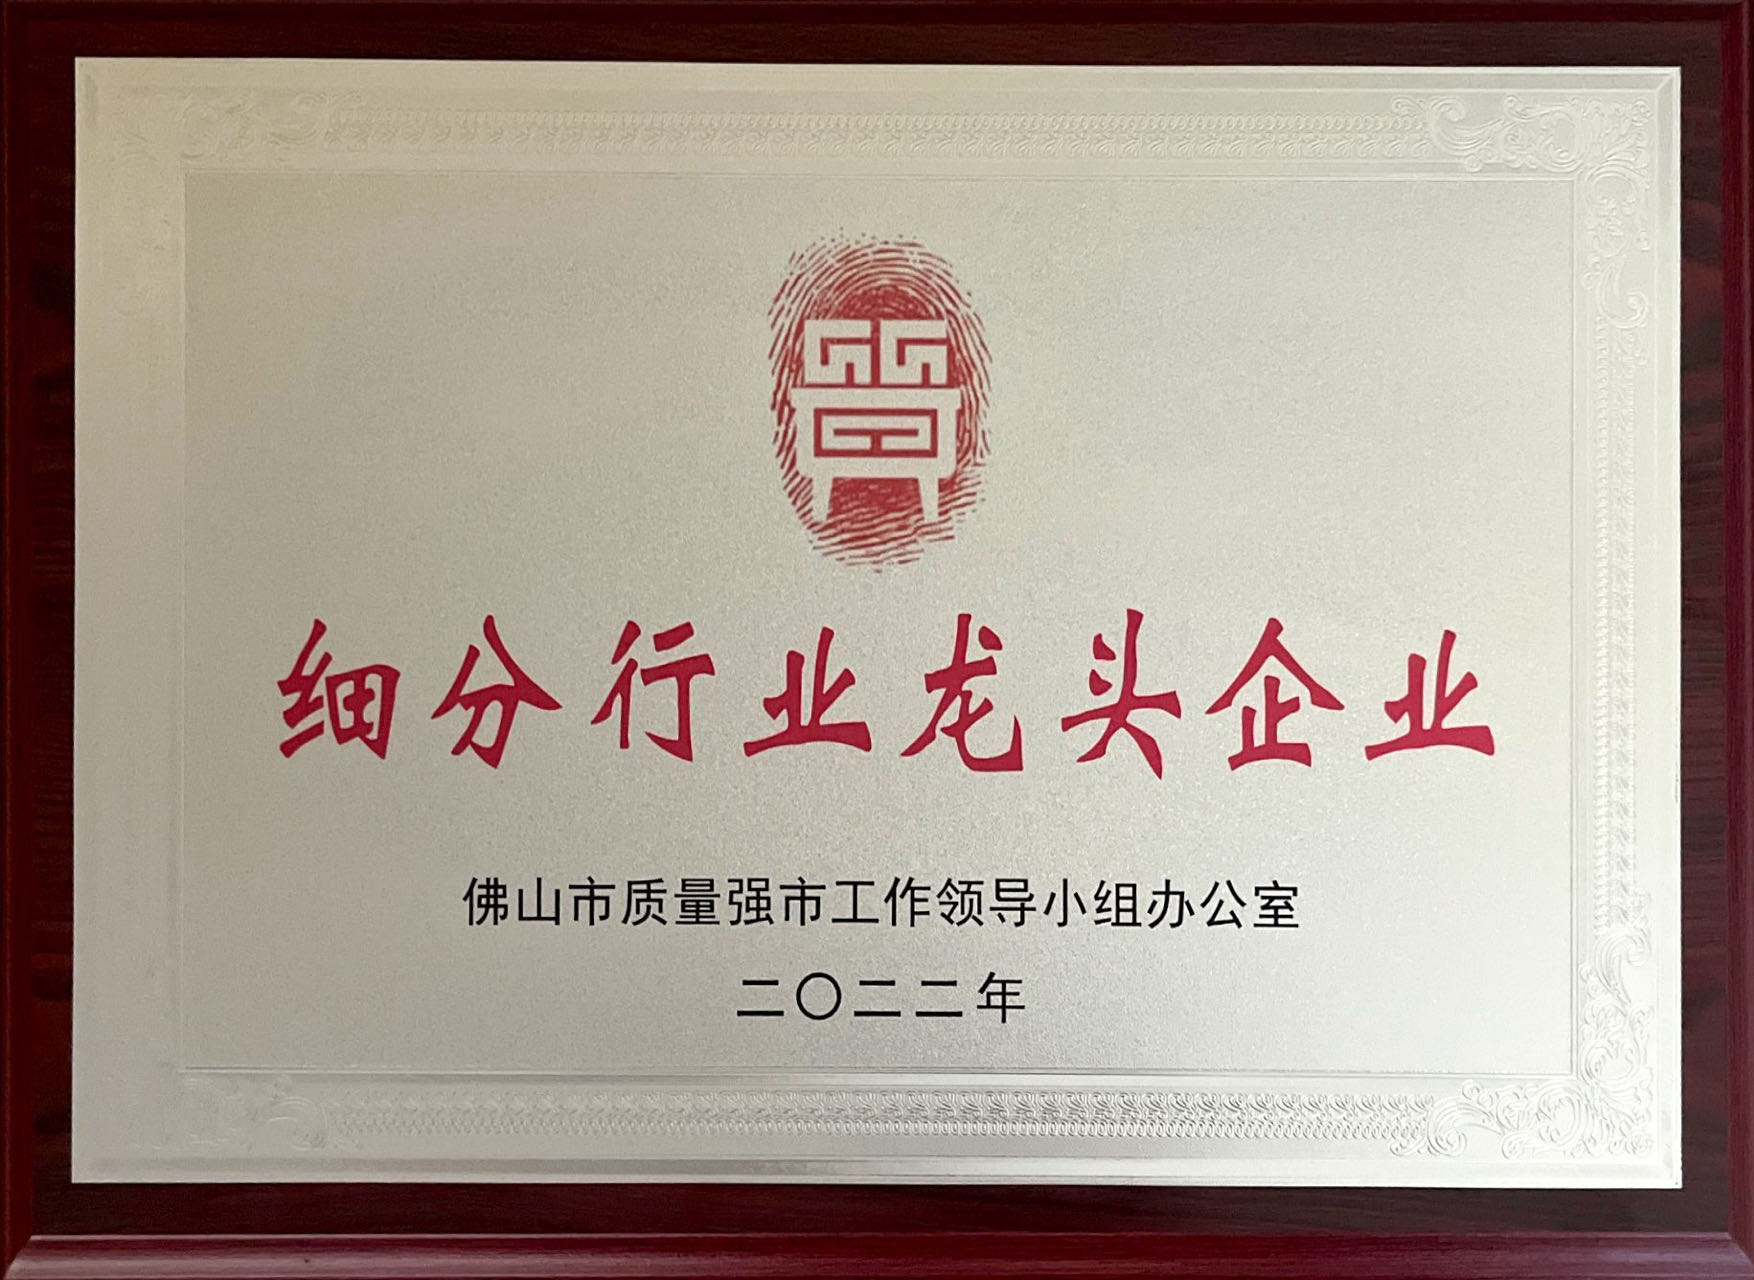 细分行业龙头企业
佛山市质量强市工作领导小组办公室
二〇二二年